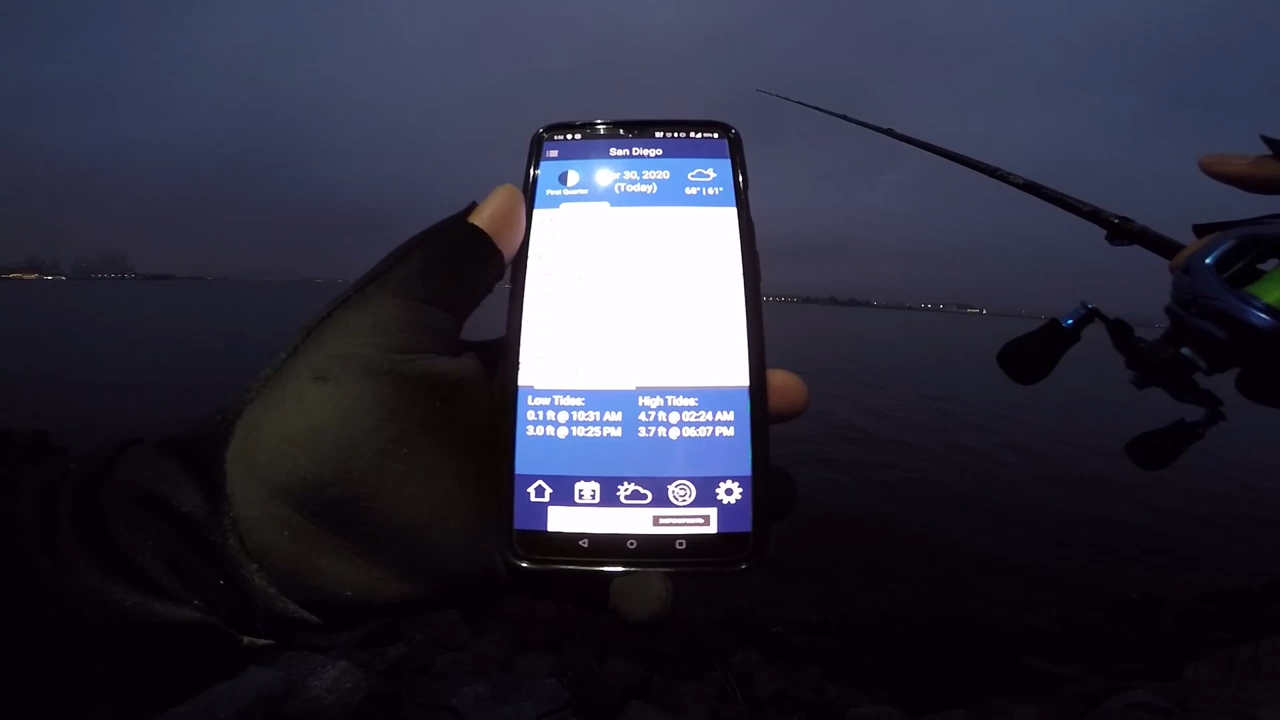 San Diego
r 30, 2020
First Quarter
(Today)
68° | 61°
Low Tides:
0.1 ft @ 10:31 AM
3.0 ft @ 10:25 PM
High Tides:
4.7 ft @ 02:24 AM
3.7 ft @ 06:07 PM